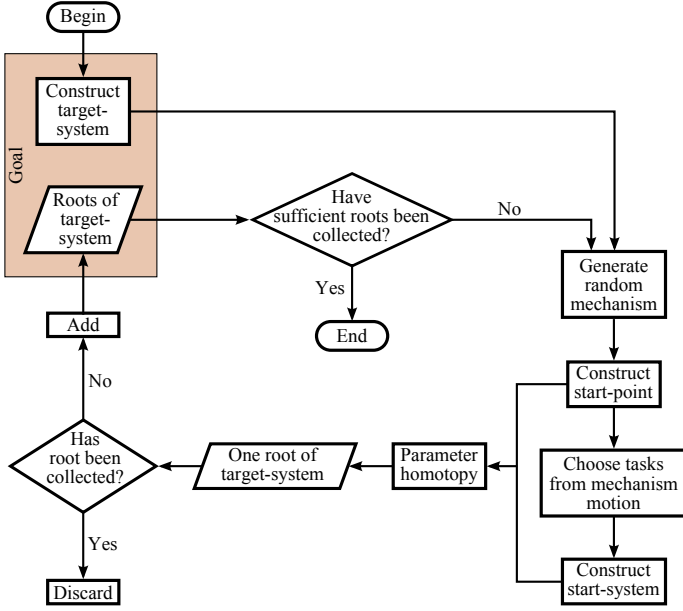 Begin
Construct
target-
system
Goal
Roots of
target-
system
Have
sufficient roots been
collected?
No
Yes
End
Generate
random
mechanism
Add
No
Construct
start-point
Has
root been
collected?
One root of
target-system
Parameter
homotopy
Choose tasks
from mechanism
motion
Yes
Discard
Construct
start-system